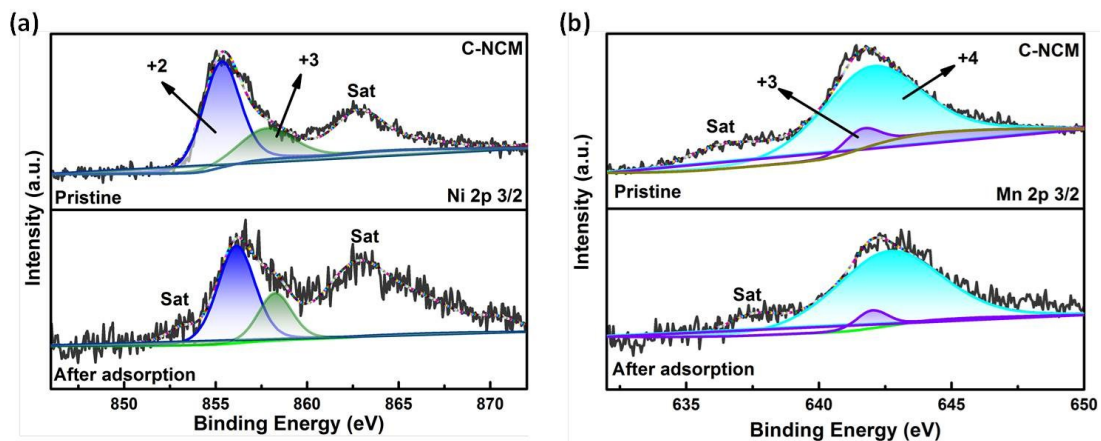 (a)
C-NCM
+2
+3
Sat
Pristine
Ni 2p 3/2
Sat
Sat
After adsorption
Intensity (a.u.)
850
855
860
865
870
Binding Energy (eV)
(b)
C-NCM
+3
+4
Sat
Pristine
Mn 2p 3/2
Sat
After adsorption
Intensity (a.u.)
635
640
645
650
Binding Energy (eV)